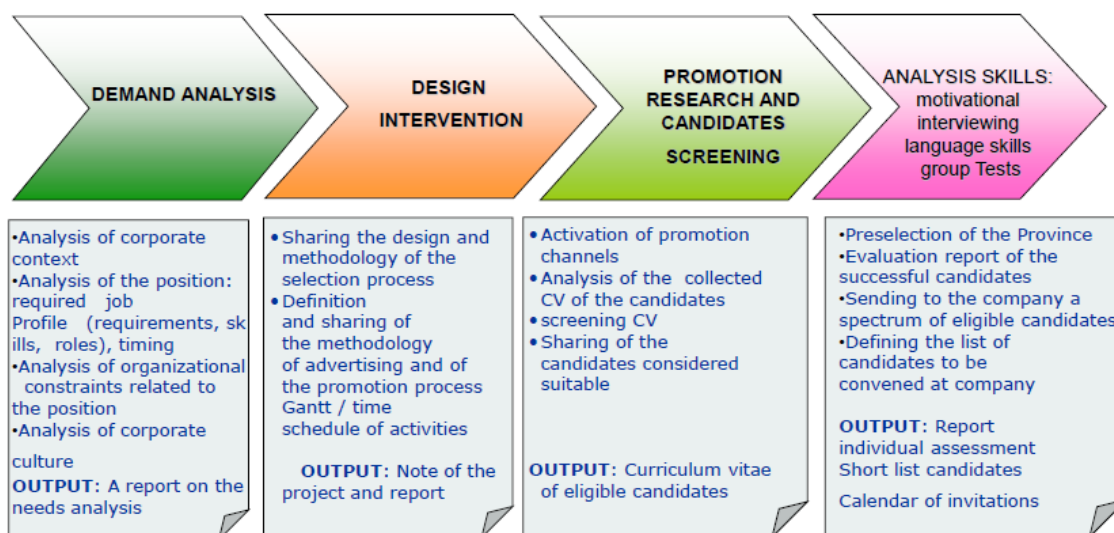 DEMAND ANALYSIS
DESIGN
INTERVENTION
PROMOTION
RESEARCH AND
CANDIDATES
SCREENING
ANALYSIS SKILLS:
motivational
interviewing
language skills
group Tests
•Analysis of corporate
context
•Analysis of the position:
required job
Profile (requirements, sk
ills, roles), timing
•Analysis of organizational
constraints related to
the position
•Analysis of corporate
culture
OUTPUT: A report on the
needs analysis
• Sharing the design and
methodology of the
selection process
• Definition
and sharing of
the methodology
of advertising and of
the promotion process
Gantt / time
schedule of activities
OUTPUT: Note of the
project and report
• Activation of promotion
channels
• Analysis of the collected
CV of the candidates
• screening CV
• Sharing of the
candidates considered
suitable
OUTPUT: Curriculum vitae
of eligible candidates
•Preselection of the Province
•Evaluation report of the
successful candidates
•Sending to the company a
spectrum of eligible candidates
•Defining the list of
candidates to be
convened at company
OUTPUT: Report
individual assessment
Short list candidates
Calendar of invitations